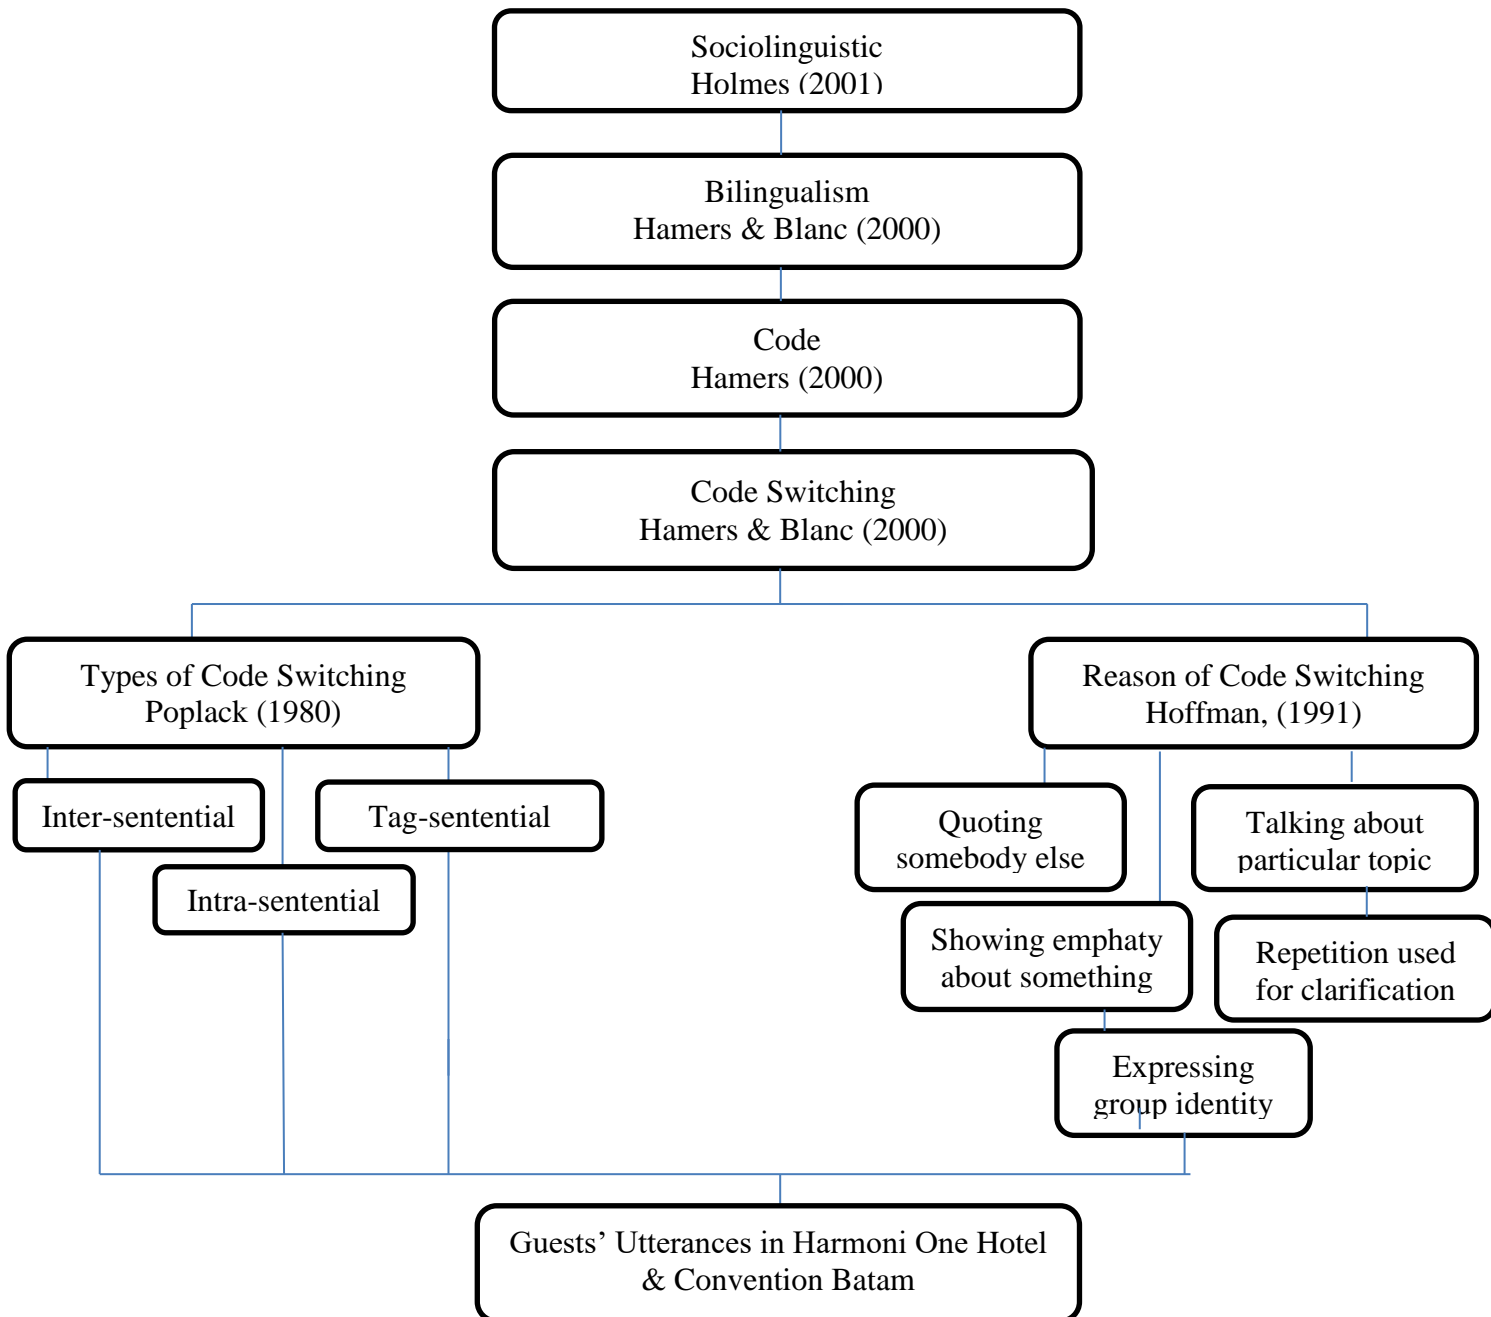 Sociolinguistic
Holmes (2001)
Bilingualism
Hamers & Blanc (2000)
Code
Hamers (2000)
Code Switching
Hamers & Blanc (2000)
Types of Code Switching
Poplack (1980)
Reason of Code Switching
Hoffman, (1991)
Inter-sentential
Tag-sentential
Intra-sentential
Quoting
somebody else
Talking about
particular topic
Showing emphaty
about something
Repetition used
for clarification
Expressing
group identity
Guests’ Utterances in Harmoni One Hotel
& Convention Batam